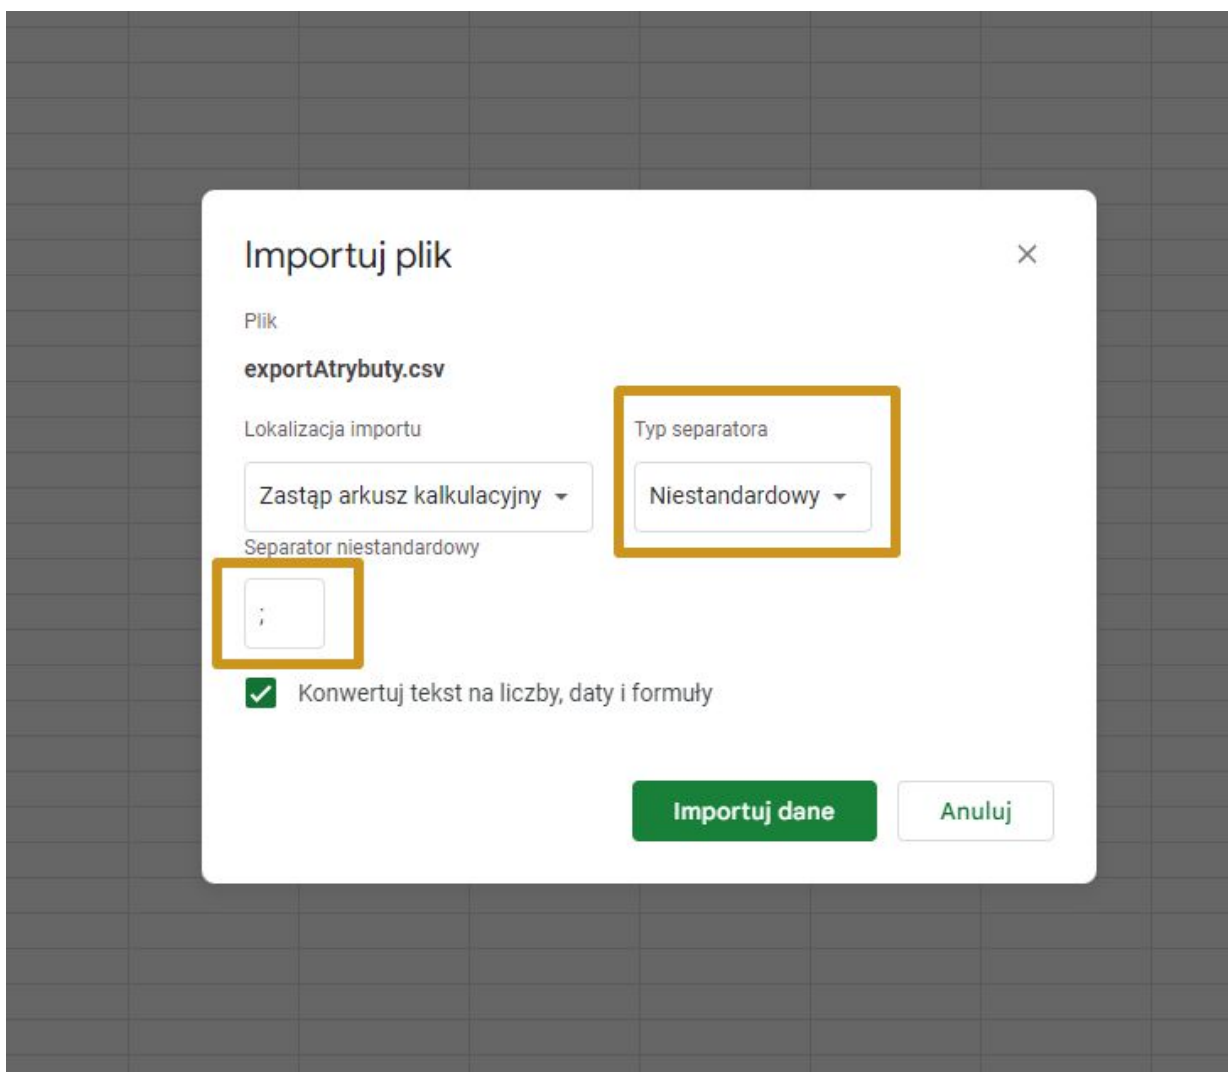 Importuj plik
Plik
exportAtrybuty.csv
Lokalizacja importu
Typ separatora
Zastąp arkusz kalkulacyjny
Niestandardowy
Separator niestandardowy
;
Konwertuj tekst na liczby, daty i formuły
Importuj dane
Anuluj